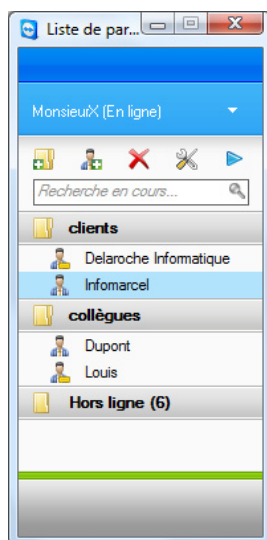 Liste de par...
MonsieurX (En ligne)
Recherche en cours...
clients
Delaroche Informatique
Infomarcel
collègues
Dupont
Louis
Hors ligne (6)